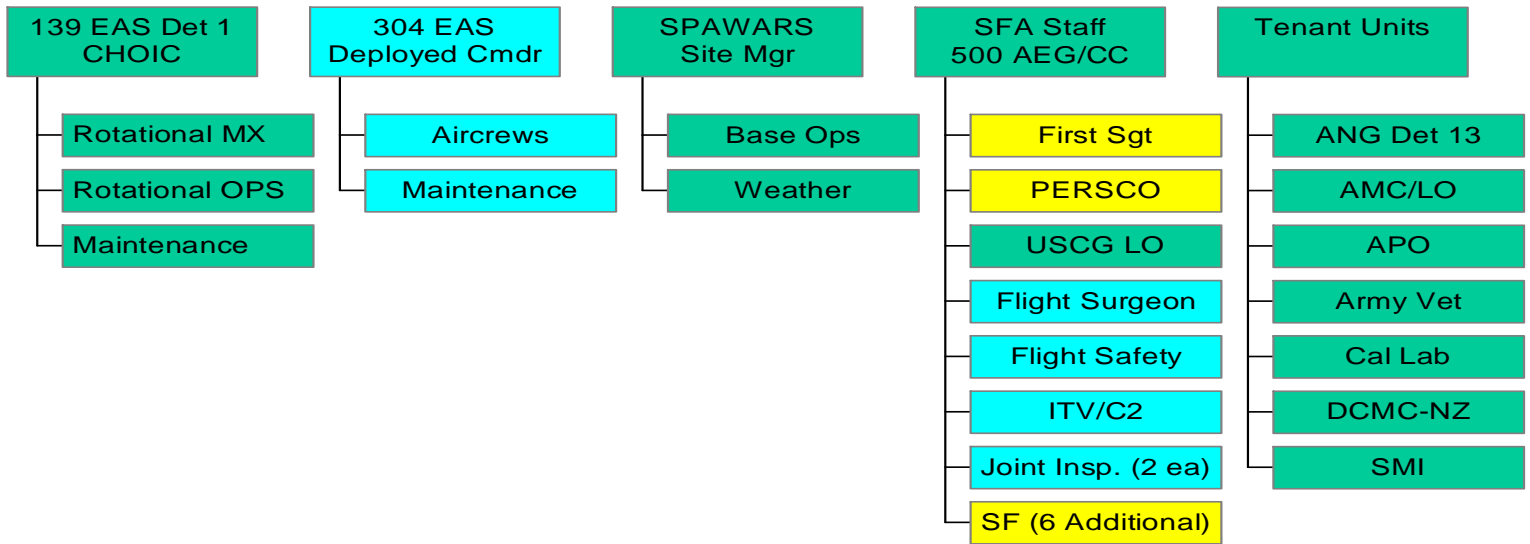 139 EAS Det 1
CHOIC
Rotational MX
Rotational OPS
Maintenance
304 EAS
Deployed Cmdr
Aircrews
Maintenance
SPAWARS
Site Mgr
Base Ops
Weather
SFA Staff
500 AEG/CC
First Sgt
PERSCO
USCG LO
Flight Surgeon
Flight Safety
ITV/C2
Joint Insp. (2 ea)
SF (6 Additional)
Tenant Units
ANG Det 13
AMC/LO
APO
Army Vet
Cal Lab
DCMC-NZ
SMI